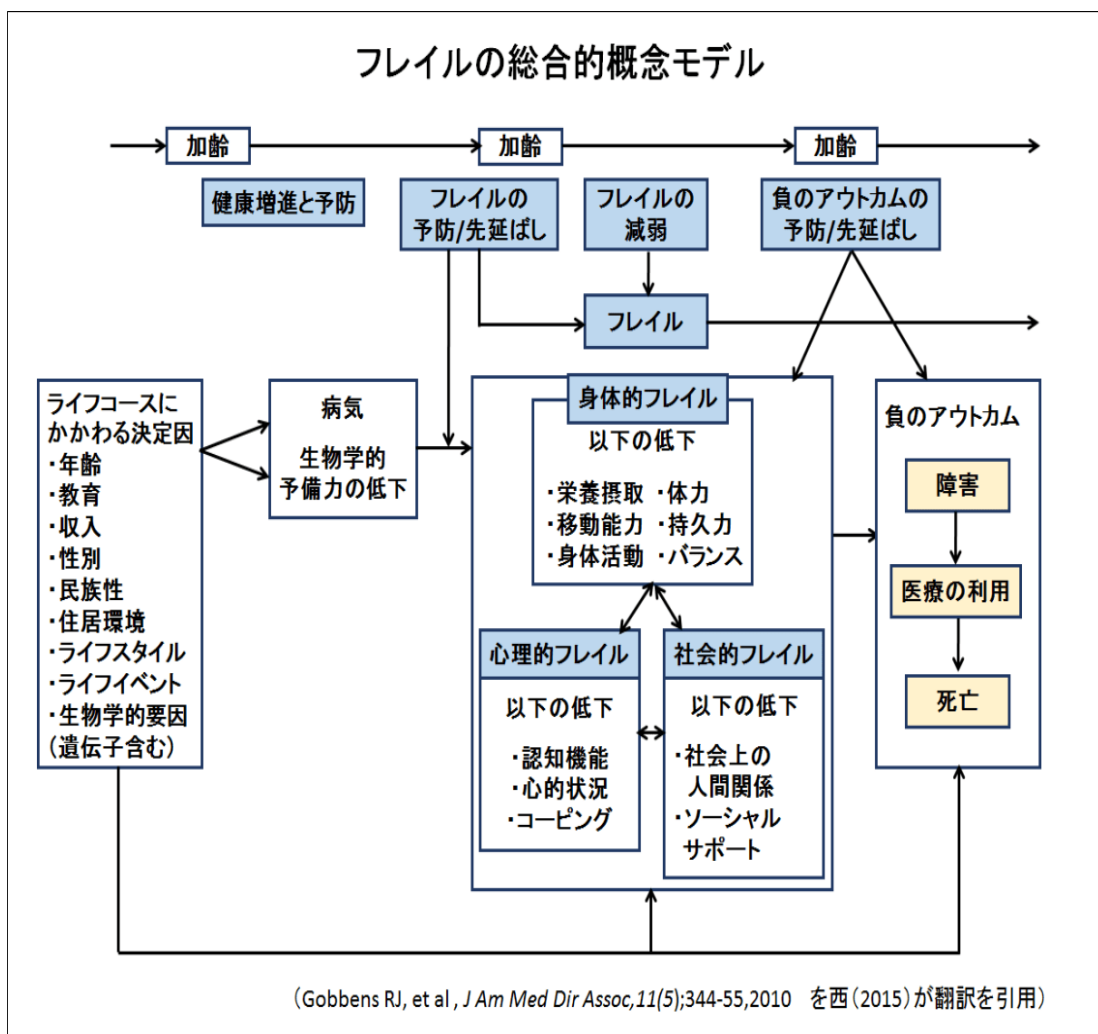 フレイルの総合的概念モデル
加齢
加齢
加齢
健康増進と予防
フレイルの
予防/先延ばし
フレイルの
減弱
負のアウトカムの
予防/先延ばし
フレイル
ライフコースに
かかわる決定因
・年齢
・教育
・収入
・性別
・民族性
・住居環境
・ライフスタイル
・ライフイベント
・生物学的要因
(遺伝子含む)
病気
生物学的
予備力の低下
身体的フレイル
以下の低下
・栄養摂取 ・体力
・移動能力 ・持久力
・身体活動 ・バランス
心理的フレイル
以下の低下
・認知機能
・心的状況
・コーピング
社会的フレイル
以下の低下
・社会上の
人間関係
・ソーシャル
サポート
負のアウトカム
障害
医療の利用
死亡
(Gobbens RJ, et al , J Am Med Dir Assoc,11(5);344-55,2010 を西(2015)が翻訳を引用)